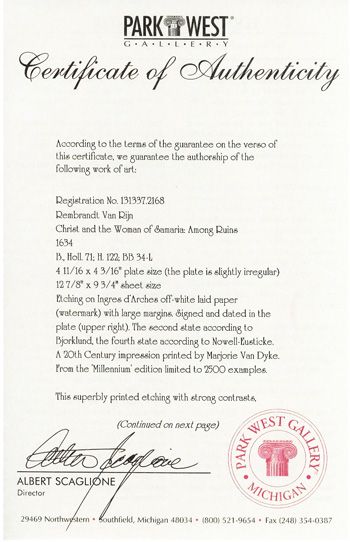 PARK WEST
G·A·L·L·E·R·Y
Certificate of Authenticity
According to the terms of the guarantee on the verso of
this certificate, we guarantee the authorship of the
following work of art:
Registration No. 131337.2168
Rembrandt, Van Rijn
Christ and the Woman of Samaria: Among Ruins
1634
B., Holl. 71; H. 122; BB 34-L
4 11/16 x 4 3/16" plate size (the plate is slightly irregular)
12 7/8" x 9 3/4" sheet size
Etching on Ingres d'Arches off-white laid paper
(watermark) with large margins. Signed and dated in the
plate (upper right). The second state according to
Bjorklund, the fourth state according to Nowell-Eusticke.
A 20th Century impression printed by Marjorie Van Dyke.
From the 'Millennium' edition limited to 2500 examples.
This superbly printed etching with strong contrasts,
(Continued on next page)
Albert Scaglione
ALBERT SCAGLIONE
Director
PARK WEST GALLERY
• MICHIGAN •
29469 Northwestern • Southfield, Michigan 48034 • (800) 521-9654 • Fax (248) 354-0387